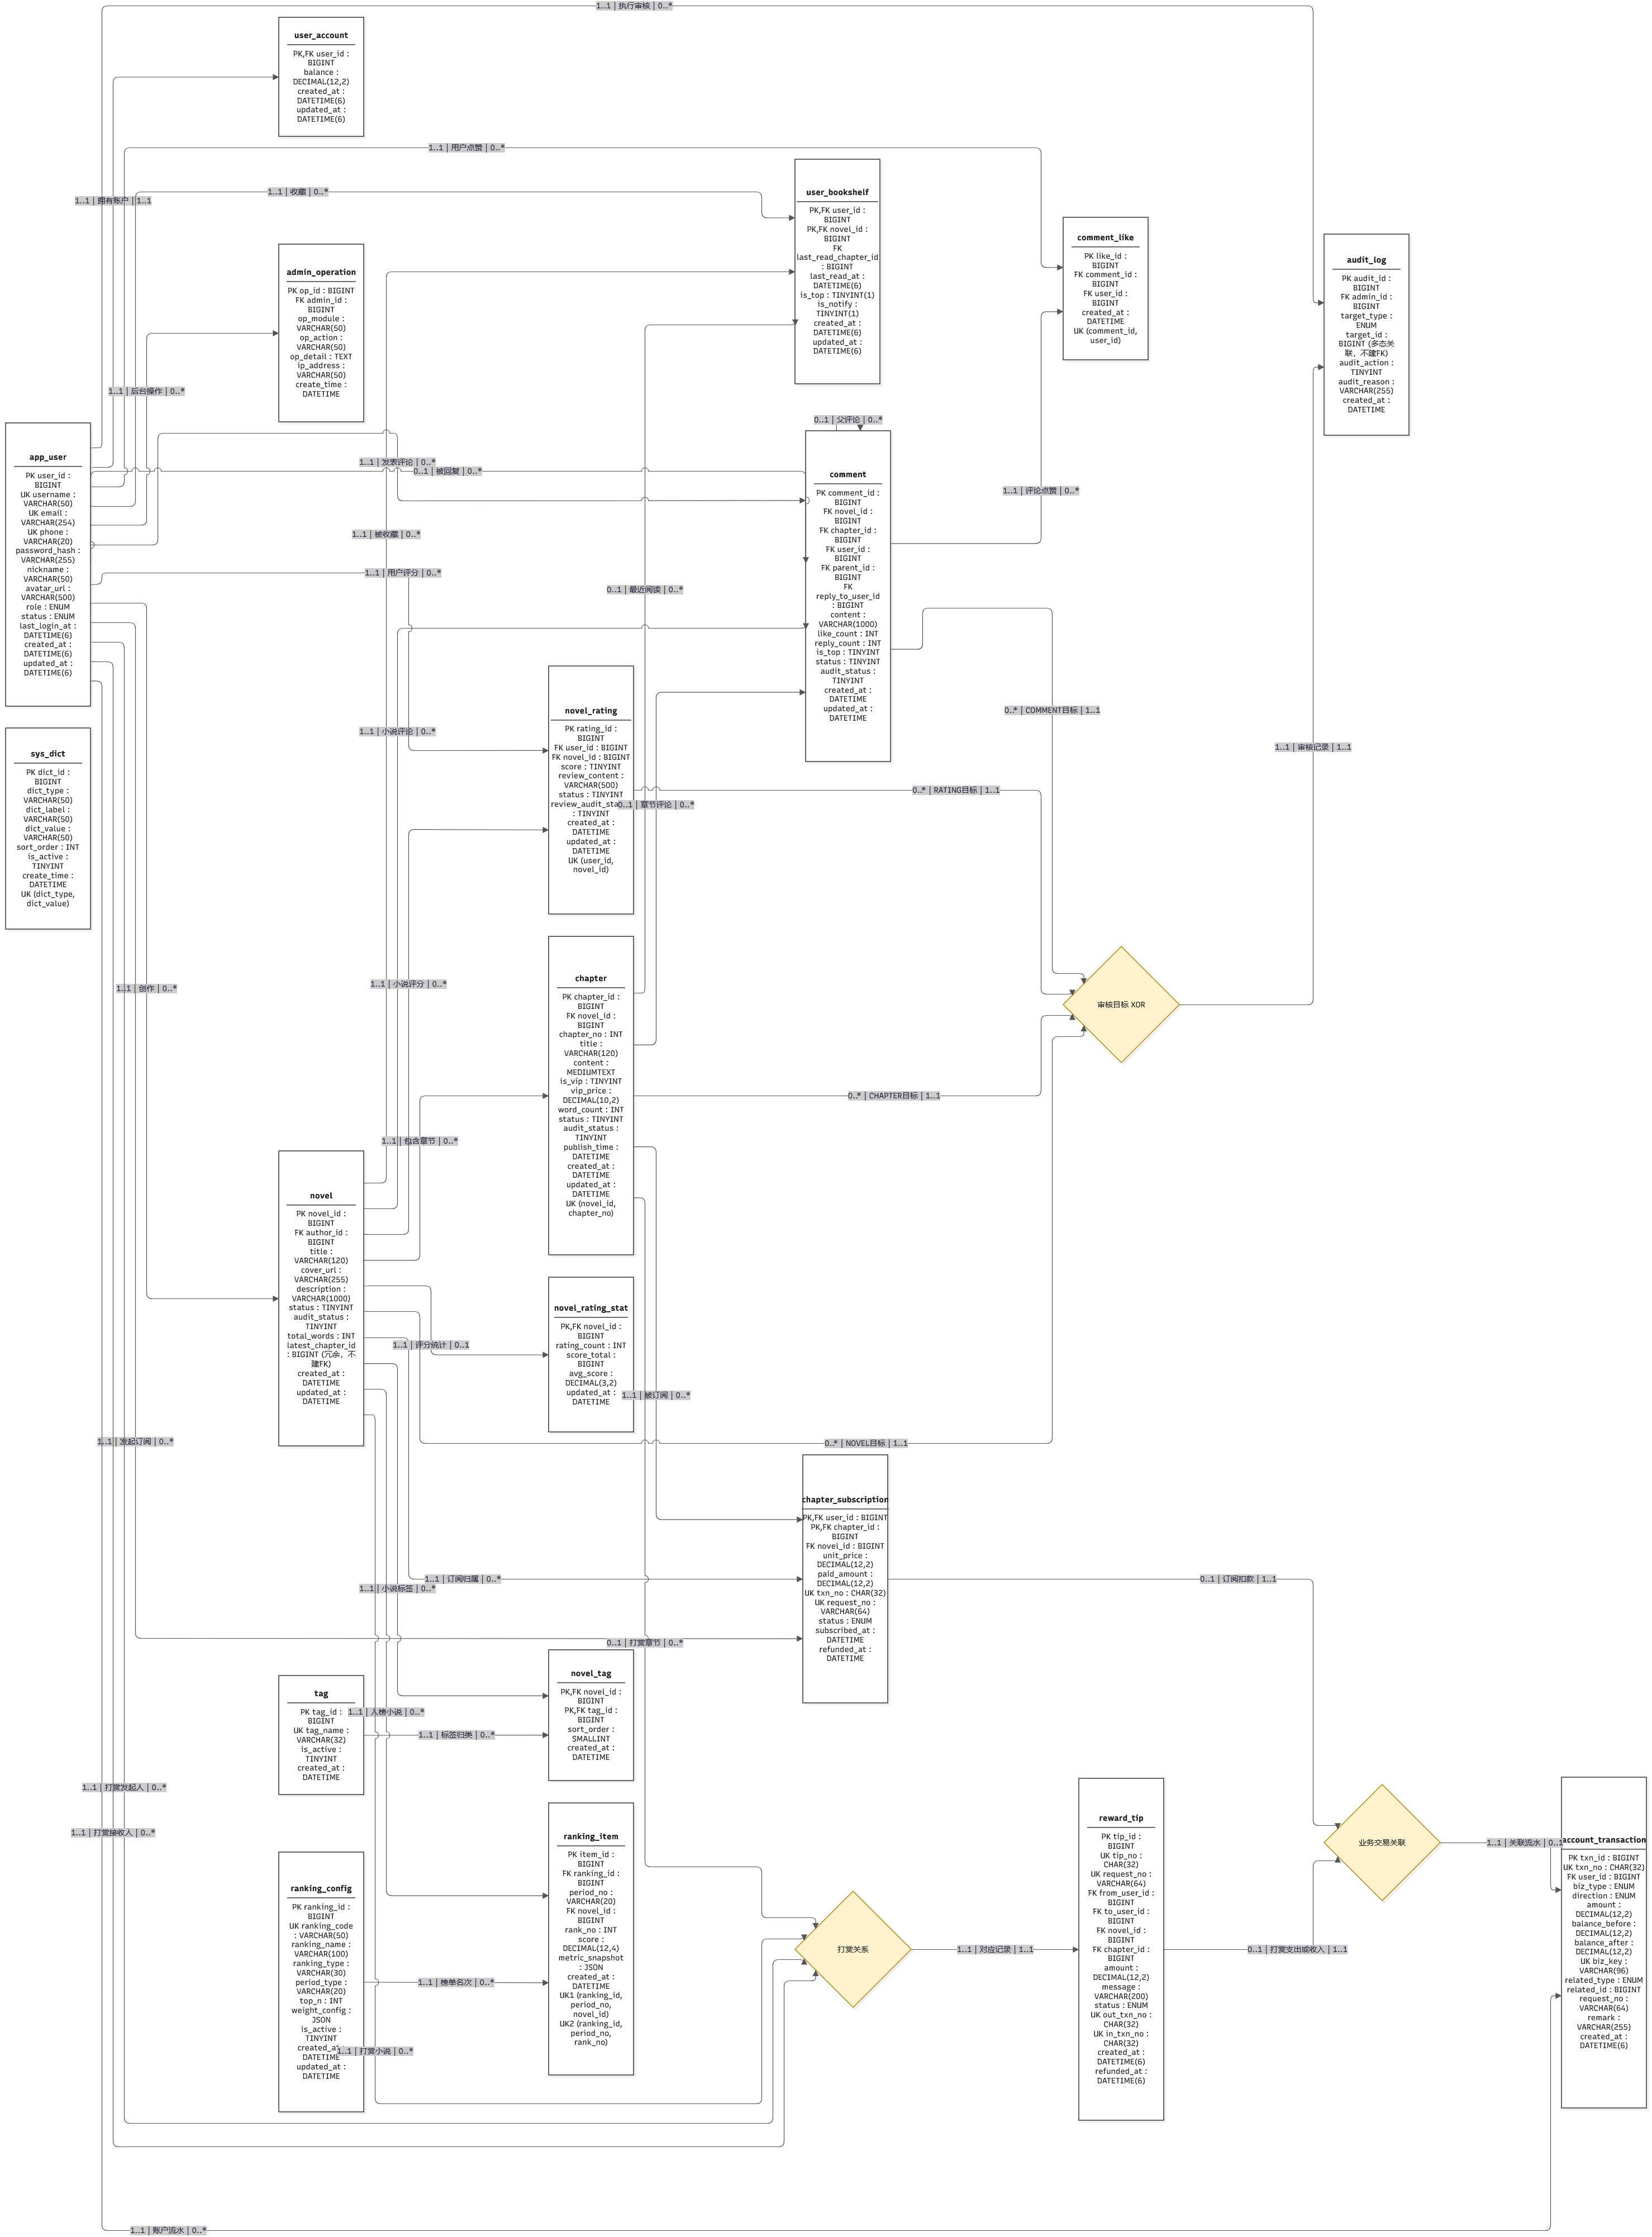 1..1 | 执行审核 | 0..*
user_account
PK,FK user_id :
BIGINT
balance :
DECIMAL(12,2)
created_at :
DATETIME(6)
updated_at :
DATETIME(6)
1..1 | 用户点赞 | 0..*
1..1 | 收藏 | 0..*
1..1 | 拥有账户 | 1..1
user_bookshelf
PK,FK user_id :
BIGINT
PK,FK novel_id :
BIGINT
FK
last_read_chapter_id
: BIGINT
last_read_at :
DATETIME(6)
is_top : TINYINT(1)
is_notify :
TINYINT(1)
created_at :
DATETIME(6)
updated_at :
DATETIME(6)
comment_like
PK like_id :
BIGINT
FK comment_id :
BIGINT
FK user_id :
BIGINT
created_at :
DATETIME
UK (comment_id,
user_id)
audit_log
PK audit_id :
BIGINT
FK admin_id :
BIGINT
target_type :
ENUM
target_id :
BIGINT (多态关
联，不建FK)
audit_action :
TINYINT
audit_reason :
VARCHAR(255)
created_at :
DATETIME
admin_operation
PK op_id : BIGINT
FK admin_id :
BIGINT
op_module :
VARCHAR(50)
op_action :
VARCHAR(50)
op_detail : TEXT
ip_address :
VARCHAR(50)
create_time :
DATETIME
1..1 | 后台操作 | 0..*
0..1 | 父评论 | 0..*
app_user
PK user_id :
BIGINT
UK username :
VARCHAR(50)
UK email :
VARCHAR(254)
UK phone :
VARCHAR(20)
password_hash :
VARCHAR(255)
nickname :
VARCHAR(50)
avatar_url :
VARCHAR(500)
role : ENUM
status : ENUM
last_login_at :
DATETIME(6)
created_at :
DATETIME(6)
updated_at :
DATETIME(6)
1..1 | 发表评论 | 0..*
0..1 | 被回复 | 0..*
comment
PK comment_id :
BIGINT
FK novel_id :
BIGINT
FK chapter_id :
BIGINT
FK user_id :
BIGINT
FK parent_id :
BIGINT
FK
reply_to_user_id
: BIGINT
content :
VARCHAR(1000)
like_count : INT
reply_count : INT
is_top : TINYINT
status : TINYINT
audit_status :
TINYINT
created_at :
DATETIME
updated_at :
DATETIME
1..1 | 评论点赞 | 0..*
1..1 | 被收藏 | 0..*
1..1 | 用户评分 | 0..*
0..1 | 最近阅读 | 0..*
0..* | COMMENT目标 | 1..1
1..1 | 小说评论 | 0..*
1..1 | 审核记录 | 1..1
novel_rating
PK rating_id :
BIGINT
FK user_id : BIGINT
FK novel_id : BIGINT
score : TINYINT
review_content :
VARCHAR(500)
status : TINYINT
: TINYINT
created_at :
DATETIME
updated_at :
DATETIME
UK (user_id,
novel_id)
0..* | RATING目标 | 1..1
0..1 | 章节评论 | 0..*
sys_dict
PK dict_id :
BIGINT
dict_type :
VARCHAR(50)
dict_label :
VARCHAR(50)
dict_value :
VARCHAR(50)
sort_order : INT
is_active :
TINYINT
create_time :
DATETIME
UK (dict_type,
dict_value)
1..1 | 创作 | 0..*
1..1 | 小说评分 | 0..*
chapter
PK chapter_id :
BIGINT
FK novel_id :
BIGINT
chapter_no : INT
title :
VARCHAR(120)
content :
MEDIUMTEXT
is_vip : TINYINT
vip_price :
DECIMAL(10,2)
word_count : INT
status : TINYINT
audit_status :
TINYINT
publish_time :
DATETIME
created_at :
DATETIME
updated_at :
DATETIME
UK (novel_id,
chapter_no)
审核目标 XOR
0..* | CHAPTER目标 | 1..1
1..1 | 包含章节 | 0..*
novel
PK novel_id :
BIGINT
FK author_id :
BIGINT
title :
VARCHAR(120)
cover_url :
VARCHAR(255)
description :
VARCHAR(1000)
status : TINYINT
audit_status :
TINYINT
total_words : INT
latest_chapter_id
: BIGINT (冗余，不
建FK)
created_at :
DATETIME
updated_at :
DATETIME
novel_rating_stat
PK,FK novel_id :
BIGINT
rating_count : INT
score_total :
BIGINT
avg_score :
DECIMAL(3,2)
updated_at :
DATETIME
1..1 | 评分统计 | 0..1
1..1 | 被订阅 | 0..*
1..1 | 发起订阅 | 0..*
0..* | NOVEL目标 | 1..1
chapter_subscription
PK,FK user_id : BIGINT
PK,FK chapter_id :
BIGINT
FK novel_id : BIGINT
unit_price :
DECIMAL(12,2)
paid_amount :
DECIMAL(12,2)
UK txn_no : CHAR(32)
UK request_no :
VARCHAR(64)
status : ENUM
subscribed_at :
DATETIME
refunded_at :
DATETIME
1..1 | 订阅归属 | 0..*
1..1 | 小说标签 | 0..*
0..1 | 订阅扣款 | 1..1
0..1 | 打赏章节 | 0..*
tag
PK tag_id :
BIGINT
UK tag_name :
VARCHAR(32)
is_active :
TINYINT
created_at :
DATETIME
1..1 | 入榜小说 | 0..*
1..1 | 标签归类 | 0..*
novel_tag
PK,FK novel_id :
BIGINT
PK,FK tag_id :
BIGINT
sort_order :
SMALLINT
created_at :
DATETIME
1..1 | 打赏发起人 | 0..*
1..1 | 打赏接收人 | 0..*
ranking_config
PK ranking_id :
BIGINT
UK ranking_code
: VARCHAR(50)
ranking_name :
VARCHAR(100)
ranking_type :
VARCHAR(30)
period_type :
VARCHAR(20)
top_n : INT
weight_config :
JSON
is_active :
TINYINT
created_at :
DATETIME
updated_at :
DATETIME
1..1 | 榜单名次 | 0..*
1..1 | 打赏小说 | 0..*
ranking_item
PK item_id :
BIGINT
FK ranking_id :
BIGINT
period_no :
VARCHAR(20)
FK novel_id :
BIGINT
rank_no : INT
score :
DECIMAL(12,4)
metric_snapshot
: JSON
created_at :
DATETIME
UK1 (ranking_id,
period_no,
novel_id)
UK2 (ranking_id,
period_no,
rank_no)
打赏关系
1..1 | 对应记录 | 1..1
reward_tip
PK tip_id :
BIGINT
UK tip_no :
CHAR(32)
UK request_no :
VARCHAR(64)
FK from_user_id :
BIGINT
FK to_user_id :
BIGINT
FK novel_id :
BIGINT
FK chapter_id :
BIGINT
amount :
DECIMAL(12,2)
message :
VARCHAR(200)
status : ENUM
UK out_txn_no :
CHAR(32)
UK in_txn_no :
CHAR(32)
created_at :
DATETIME(6)
refunded_at :
DATETIME(6)
0..1 | 打赏支出或收入 | 1..1
业务交易关联
1..1 | 关联流水 | 0..1
account_transaction
PK txn_id : BIGINT
UK txn_no : CHAR(32)
FK user_id : BIGINT
biz_type : ENUM
direction : ENUM
amount :
DECIMAL(12,2)
balance_before :
DECIMAL(12,2)
balance_after :
DECIMAL(12,2)
UK biz_key :
VARCHAR(96)
related_type : ENUM
related_id : BIGINT
request_no :
VARCHAR(64)
remark :
VARCHAR(255)
created_at :
DATETIME(6)
1..1 | 账户流水 | 0..*